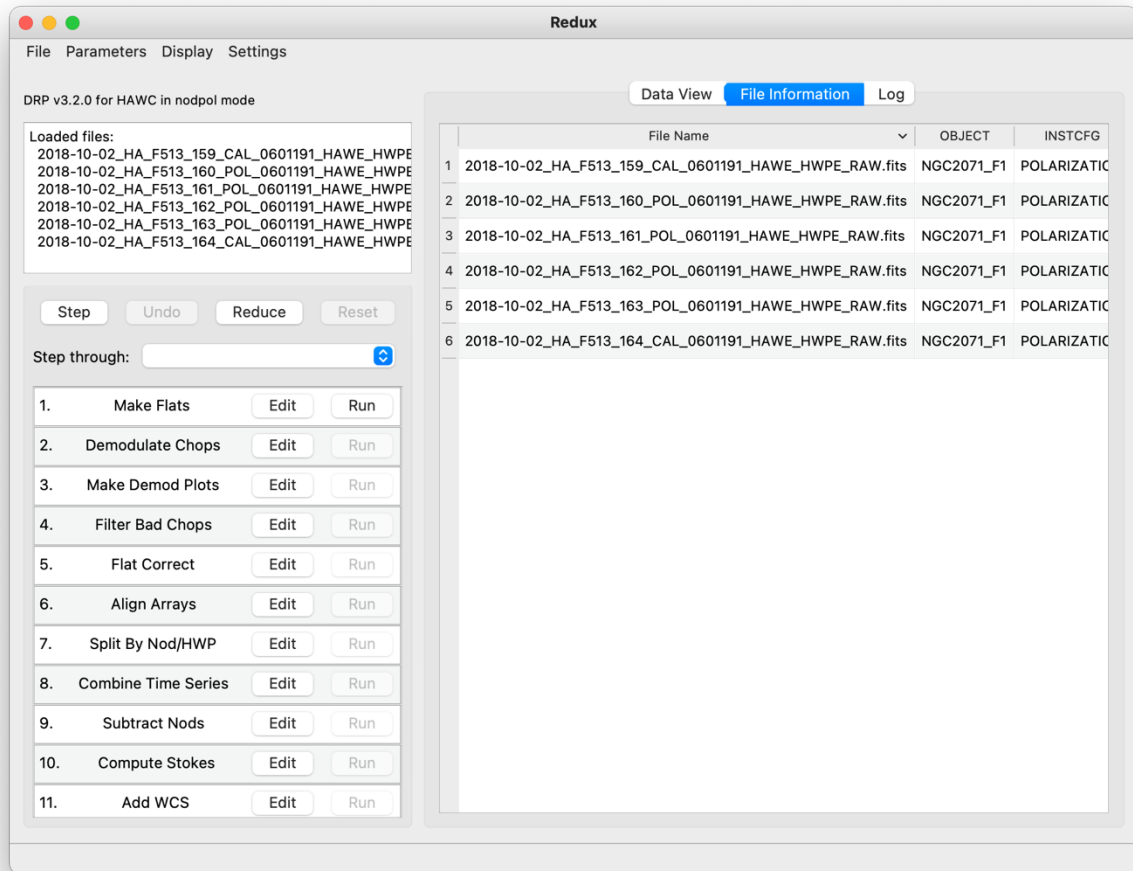 Redux
File Parameters Display Settings
DRP v3.2.0 for HAWC in nodpol mode
Loaded files:
2018-10-02_HA_F513_159_CAL_0601191_HAWE_HWPE
2018-10-02_HA_F513_160_POL_0601191_HAWE_HWPE
2018-10-02_HA_F513_161_POL_0601191_HAWE_HWPE
2018-10-02_HA_F513_162_POL_0601191_HAWE_HWPE
2018-10-02_HA_F513_163_POL_0601191_HAWE_HWPE
2018-10-02_HA_F513_164_CAL_0601191_HAWE_HWPE
Step Undo Reduce Reset
Step through:
1. Make Flats Edit Run
2. Demodulate Chops Edit Run
3. Make Demod Plots Edit Run
4. Filter Bad Chops Edit Run
5. Flat Correct Edit Run
6. Align Arrays Edit Run
7. Split By Nod/HWP Edit Run
8. Combine Time Series Edit Run
9. Subtract Nods Edit Run
10. Compute Stokes Edit Run
11. Add WCS Edit Run
Data View File Information Log
File Name OBJECT INSTCFG
1 2018-10-02_HA_F513_159_CAL_0601191_HAWE_HWPE_RAW.fits NGC2071_F1 POLARIZATIC
2 2018-10-02_HA_F513_160_POL_0601191_HAWE_HWPE_RAW.fits NGC2071_F1 POLARIZATIC
3 2018-10-02_HA_F513_161_POL_0601191_HAWE_HWPE_RAW.fits NGC2071_F1 POLARIZATIC
4 2018-10-02_HA_F513_162_POL_0601191_HAWE_HWPE_RAW.fits NGC2071_F1 POLARIZATIC
5 2018-10-02_HA_F513_163_POL_0601191_HAWE_HWPE_RAW.fits NGC2071_F1 POLARIZATIC
6 2018-10-02_HA_F513_164_CAL_0601191_HAWE_HWPE_RAW.fits NGC2071_F1 POLARIZATIC